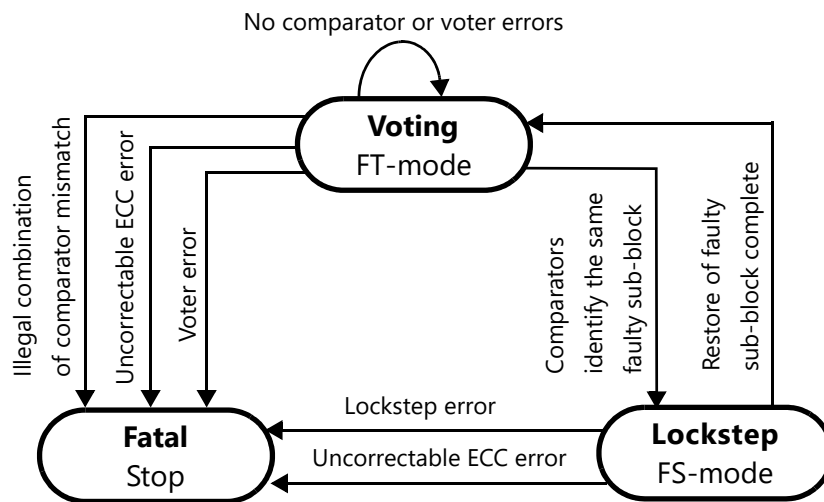 No comparator or voter errors
Voting
FT-mode
Illegal combination
of comparator mismatch
Uncorrectable ECC error
Voter error
Comparators
identify the same
faulty sub-block
Restore of faulty
sub-block complete
Lockstep error
Uncorrectable ECC error
Fatal
Stop
Lockstep
FS-mode